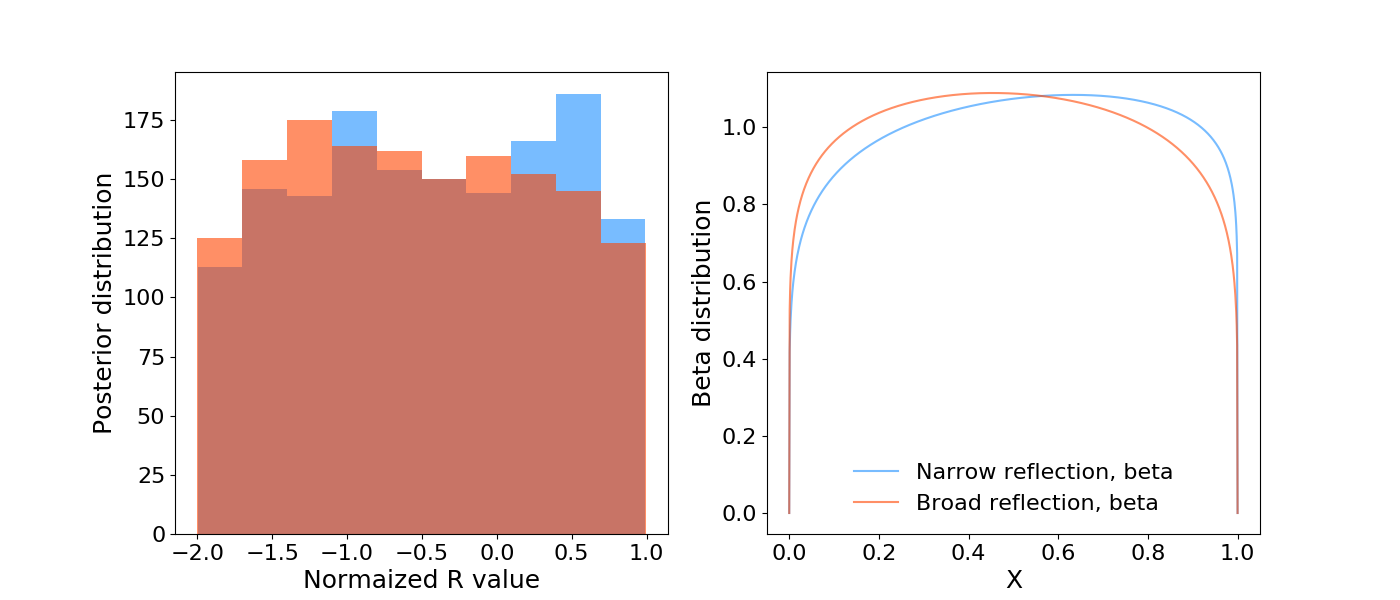 Posterior distribution
175
150
125
100
75
50
25
0
−2.0 −1.5 −1.0 −0.5 0.0 0.5 1.0
Normaized R value
Beta distribution
1.0
0.8
0.6
0.4
0.2
0.0
0.0 0.2 0.4 0.6 0.8 1.0
X
Narrow reflection, beta
Broad reflection, beta